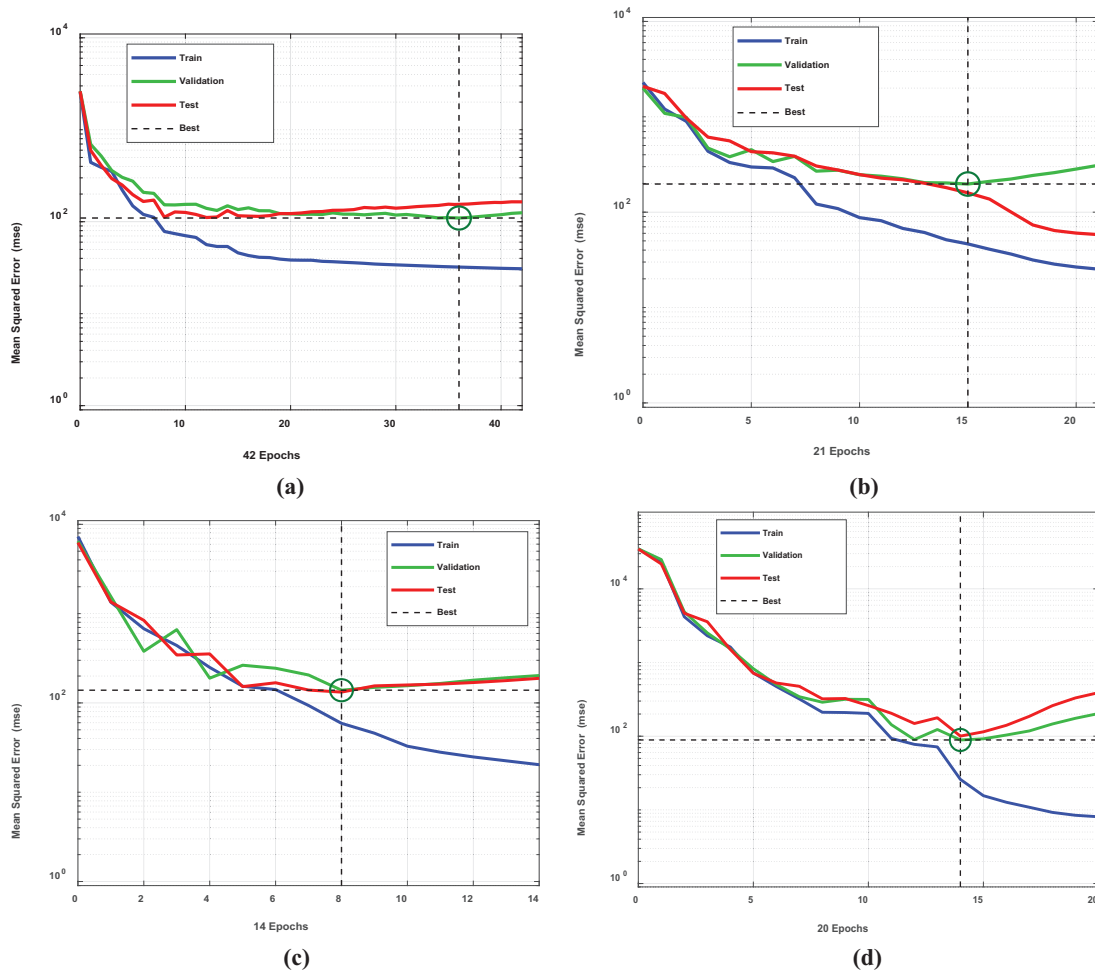 10^4
Train
Validation
Test
Best
10^2
10^0
Mean Squared Error (mse)
0 10 20 30 40
42 Epochs
(a)
10^4
Train
Validation
Test
Best
10^2
10^0
Mean Squared Error (mse)
0 5 10 15 20
21 Epochs
(b)
10^4
Train
Validation
Test
Best
10^2
10^0
Mean Squared Error (mse)
0 2 4 6 8 10 12 14
14 Epochs
(c)
10^4
Train
Validation
Test
Best
10^2
10^0
Mean Squared Error (mse)
0 5 10 15 20
20 Epochs
(d)